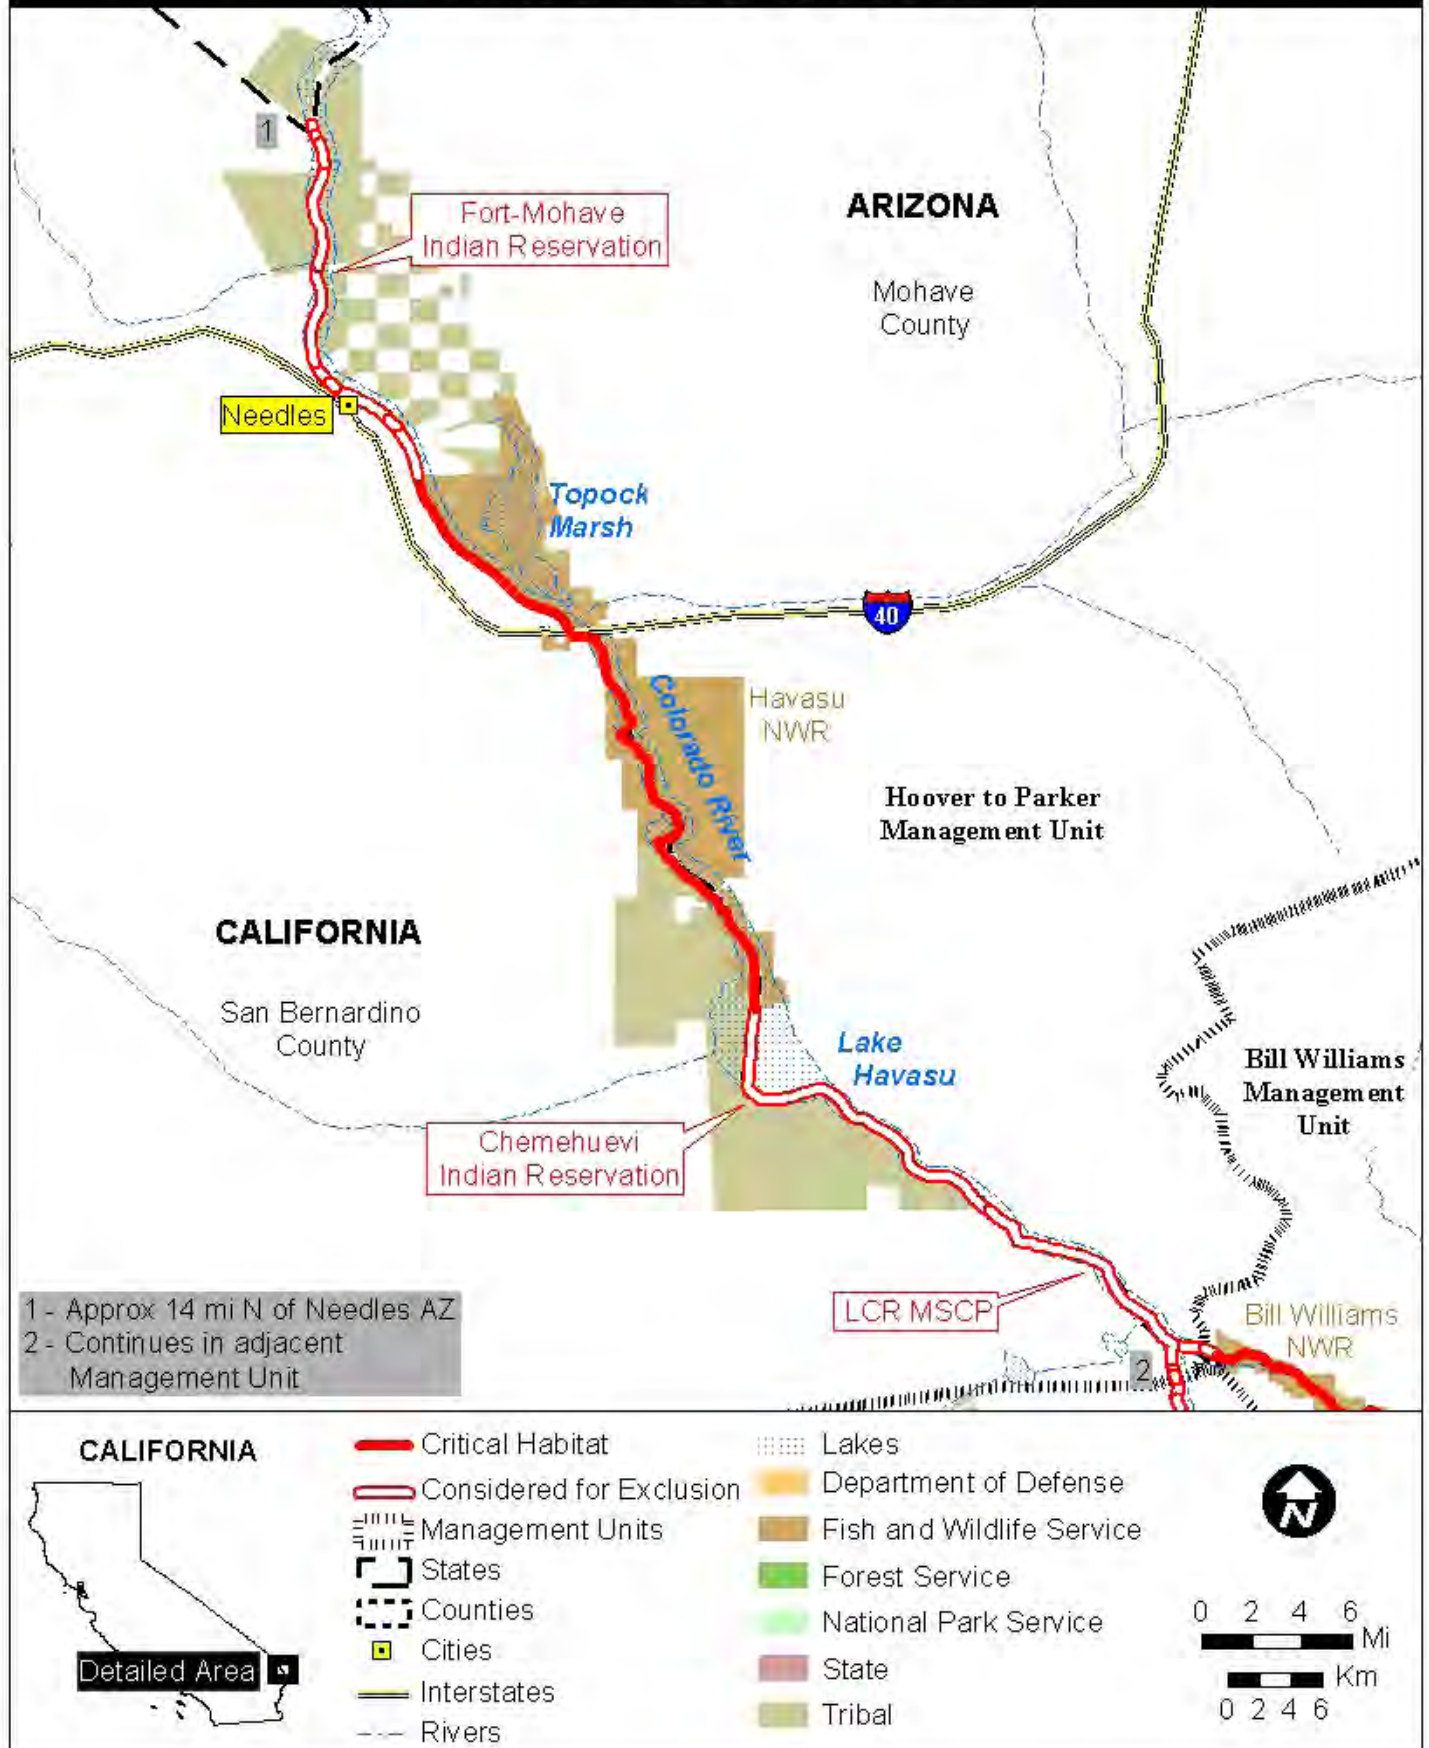 1
Fort-Mohave
Indian Reservation
ARIZONA
Mohave
County
Needles
Topock
Marsh
40
Colorado River
Havasu
NWR
Hoover to Parker
Management Unit
CALIFORNIA
San Bernardino
County
Lake
Havasu
Bill Williams
Management
Unit
Chemehuevi
Indian Reservation
LCR MSCP
Bill Williams
NWR
2
1 - Approx 14 mi N of Needles AZ
2 - Continues in adjacent
Management Unit
CALIFORNIA
Detailed Area
Critical Habitat
Considered for Exclusion
Management Units
States
Counties
Cities
Interstates
Rivers
Lakes
Department of Defense
Fish and Wildlife Service
Forest Service
National Park Service
State
Tribal
N
0 2 4 6
Mi
Km
0 2 4 6